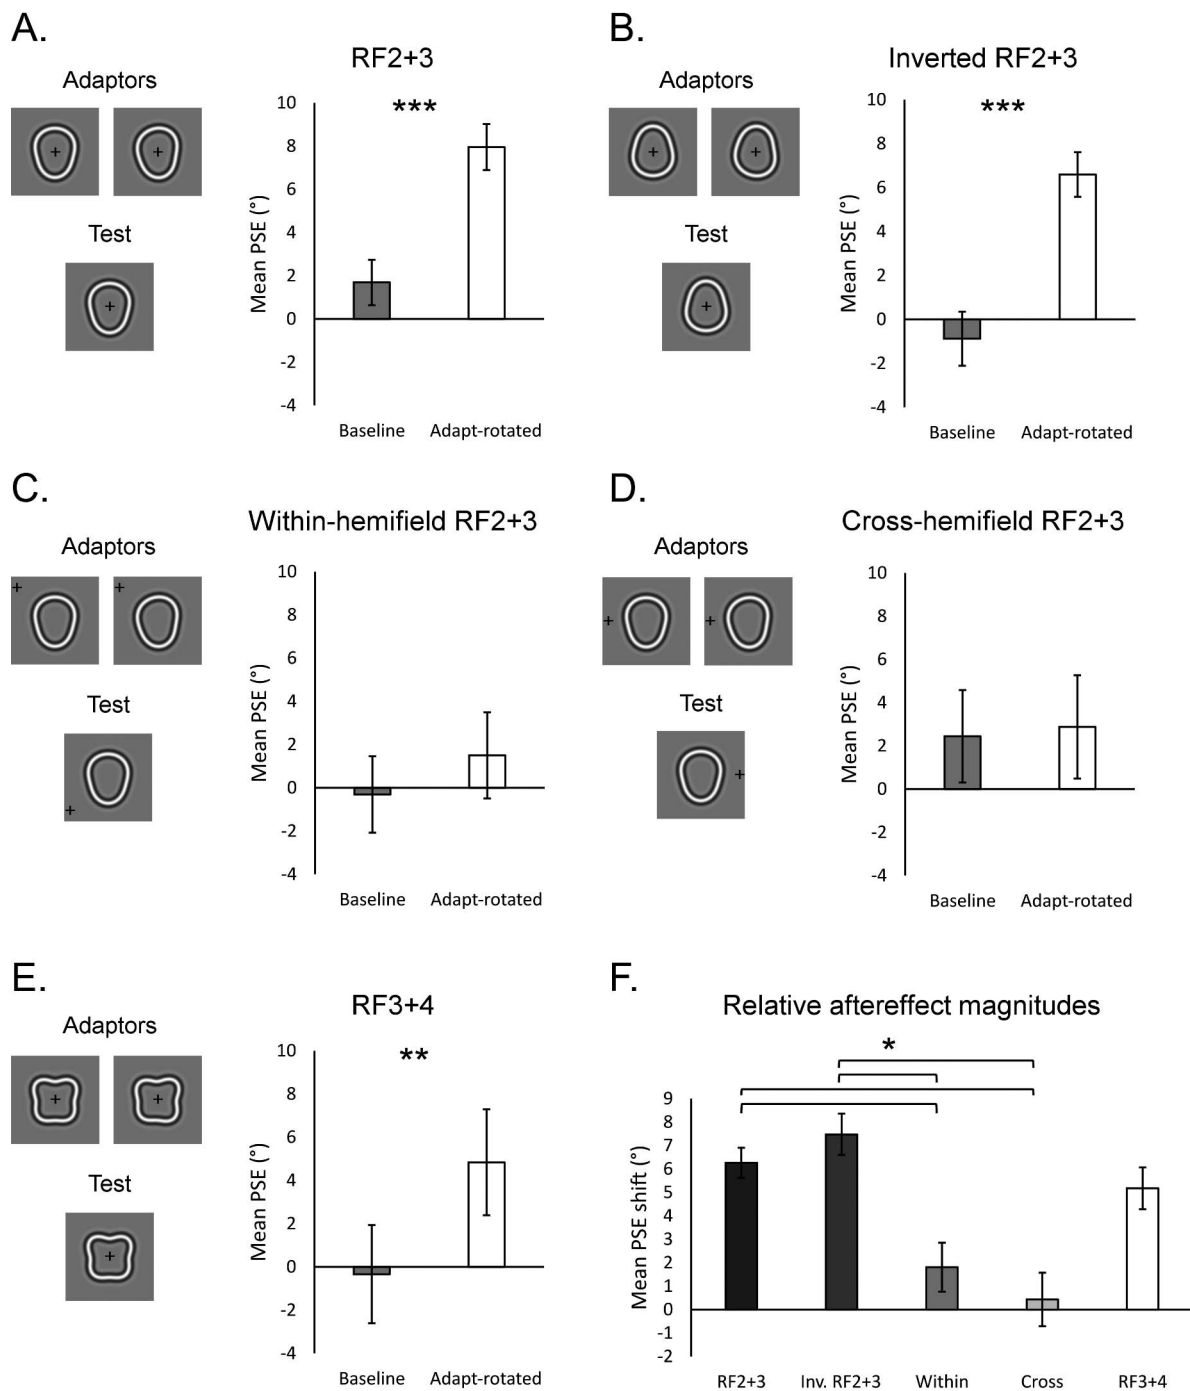 A.
RF2+3
Adaptors
Test
***
Mean PSE (°)
10
8
6
4
2
0
-2
-4
Baseline
Adapt-rotated
B.
Inverted RF2+3
Adaptors
Test
***
Mean PSE (°)
10
8
6
4
2
0
-2
-4
Baseline
Adapt-rotated
C.
Within-hemifield RF2+3
Adaptors
Test
Mean PSE (°)
10
8
6
4
2
0
-2
-4
Baseline
Adapt-rotated
D.
Cross-hemifield RF2+3
Adaptors
Test
Mean PSE (°)
10
8
6
4
2
0
-2
-4
Baseline
Adapt-rotated
E.
RF3+4
Adaptors
Test
**
Mean PSE (°)
10
8
6
4
2
0
-2
-4
Baseline
Adapt-rotated
F.
Relative aftereffect magnitudes
*
Mean PSE shift (°)
9
8
7
6
5
4
3
2
1
0
-1
-2
RF2+3
Inv. RF2+3
Within
Cross
RF3+4